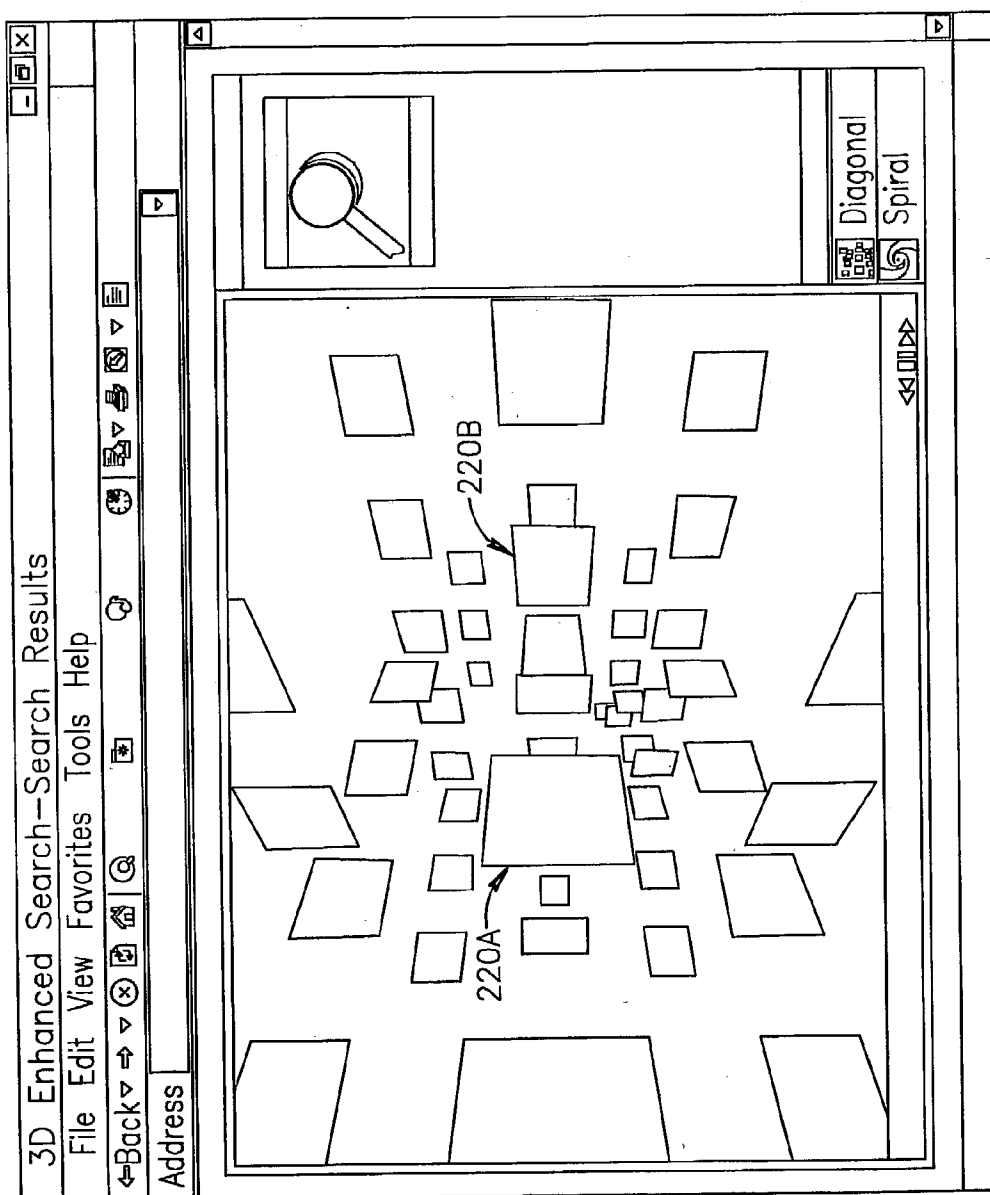 3D Enhanced Search—Search Results
File Edit View Favorites Tools Help
Back
Address
220A
220B
Diagonal
Spiral